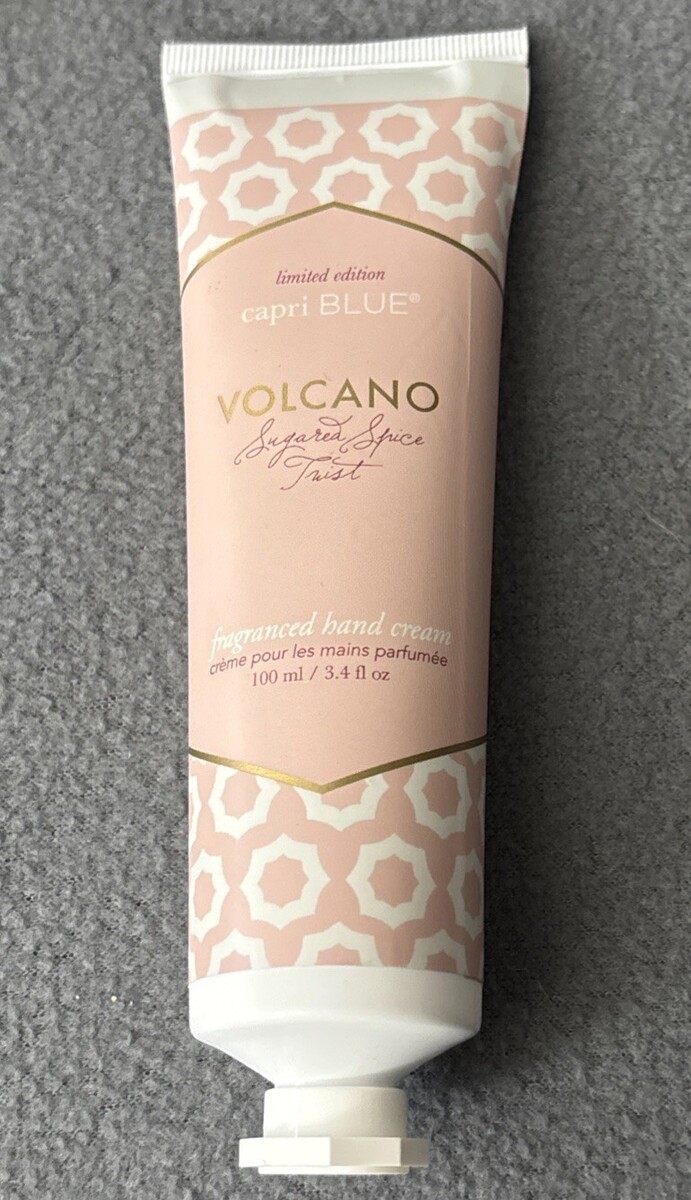 limited edition
capri BLUE®
VOLCANO
Sugared Spice
Twist
fragranced hand cream
crème pour les mains parfumée
100 ml / 3.4 fl oz